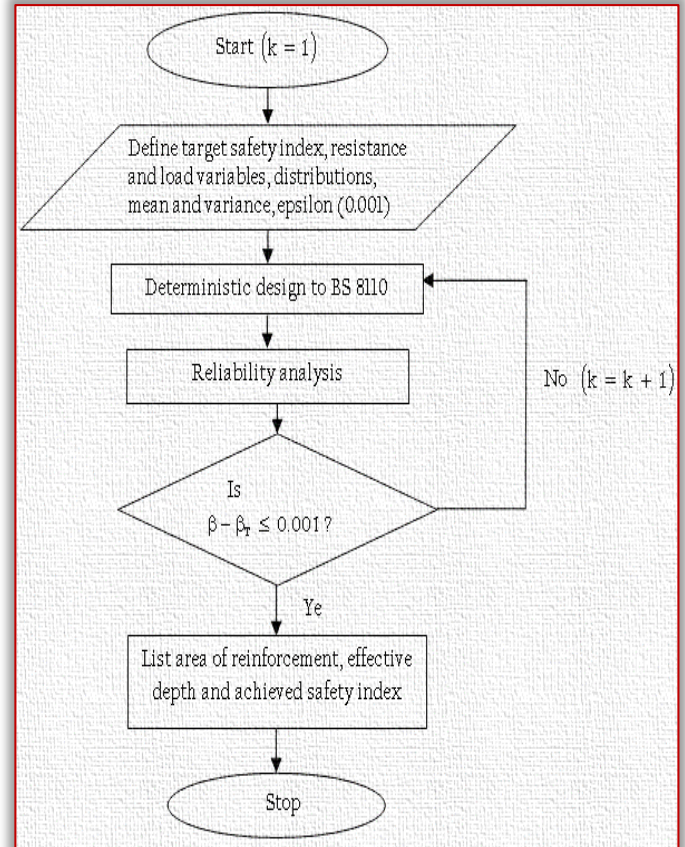 Start (k = 1)
Define target safety index, resistance
and load variables, distributions,
mean and variance, epsilon (0.001)
Deterministic design to BS 8110
Reliability analysis
No (k = k + 1)
Is
β − β_T ≤ 0.001?
Ye
List area of reinforcement, effective
depth and achieved safety index
Stop